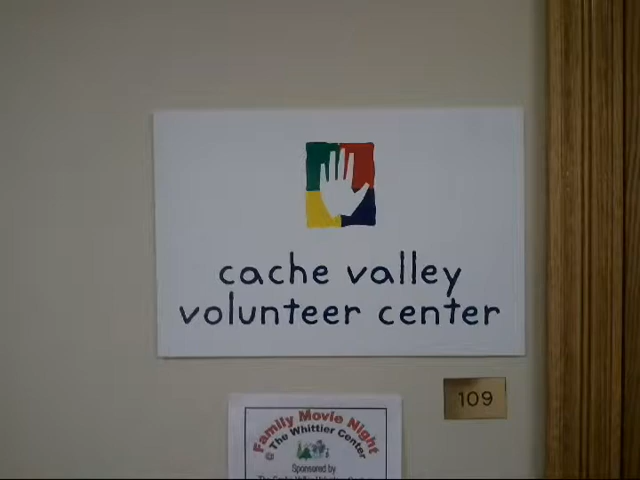 cache valley
volunteer center
109
Family Movie Night
@ The Whittier Center
Sponsored by